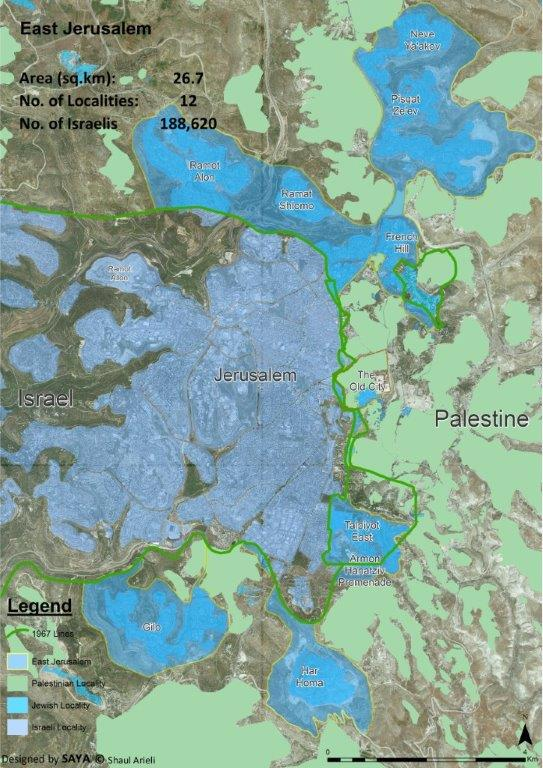 East Jerusalem
Area (sq.km): 26.7
No. of Localities: 12
No. of Israelis 188,620
Neve
Ya'akov
Pisgat
Ze'ev
Ramot
Alon
Ramat
Shlomo
French
Hill
Ramot
Allon
Jerusalem
The
Old City
Israel
Palestine
Talpiyot
East
Armon
Hanatziv
Promenade
Gilo
Har
Homa
Legend
1967 Lines
East Jerusalem
Palestinian Locality
Jewish Locality
Israeli Locality
N
0 4
Km
Designed by SAYA © Shaul Arieli